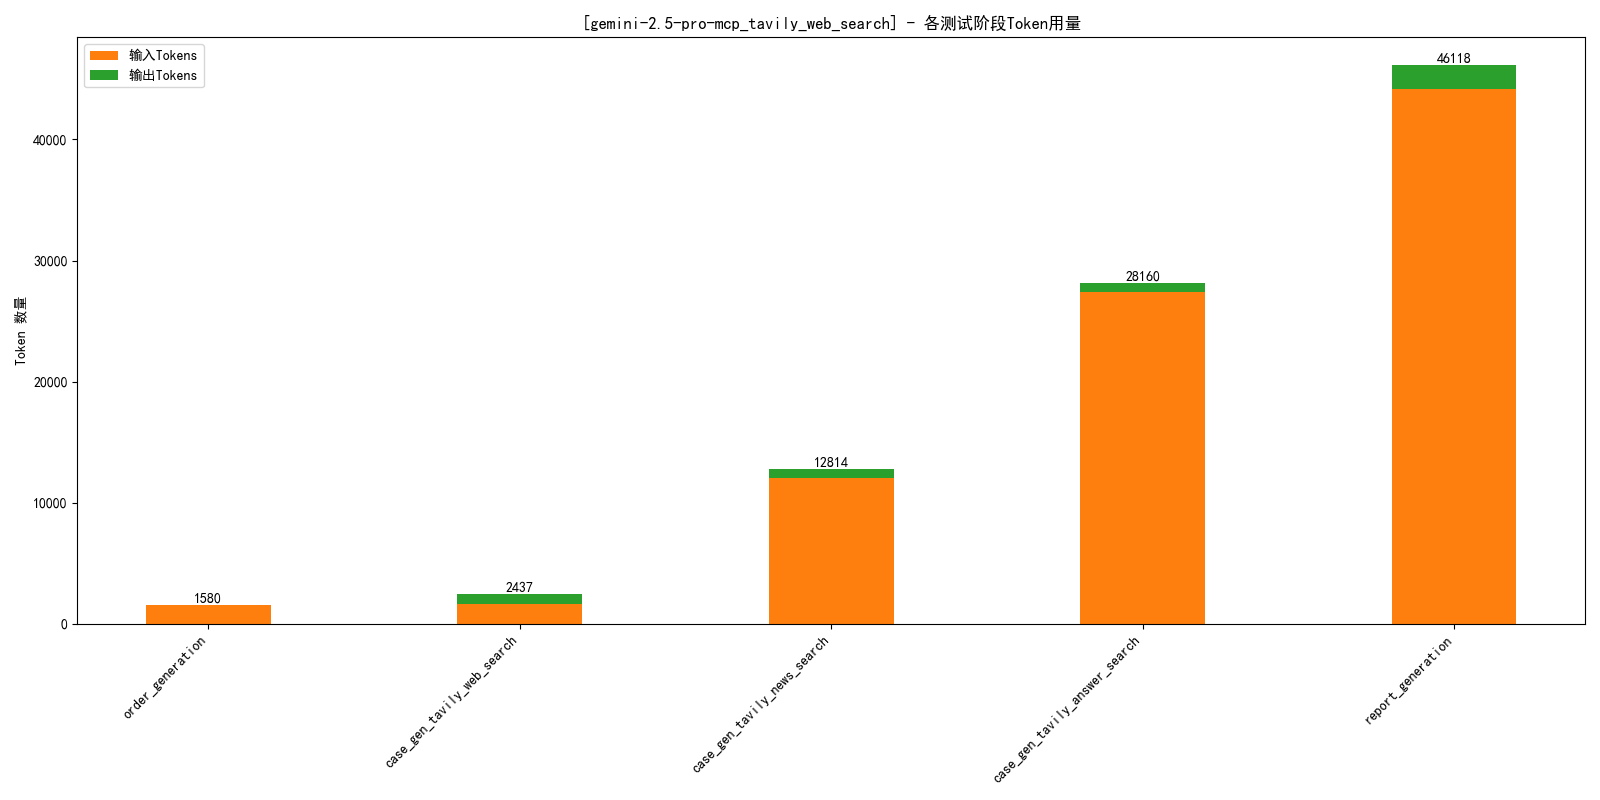 [gemini-2.5-pro-mcp_tavily_web_search] - 各测试阶段Token用量
输入Tokens
输出Tokens
Token 数量
40000
30000
20000
10000
0
1580
2437
12814
28160
46118
order_generation
case_gen_tavily_web_search
case_gen_tavily_news_search
case_gen_tavily_answer_search
report_generation